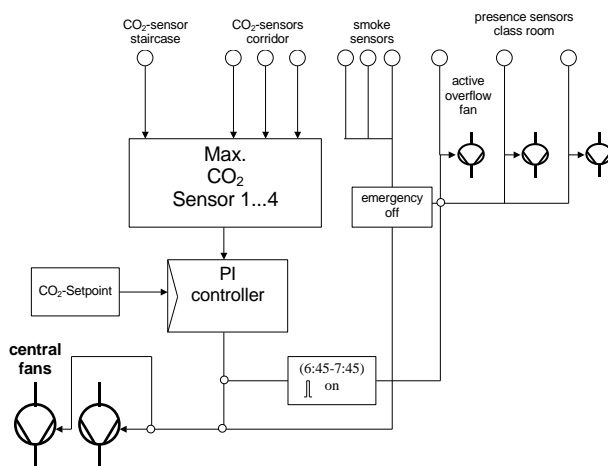 CO₂-sensor
staircase
CO₂-sensors
corridor
smoke
sensors
presence sensors
class room
active
overflow
fan
Max.
CO₂
Sensor 1...4
emergency
off
PI
controller
CO₂-Setpoint
central
fans
(6:45-7:45)
on